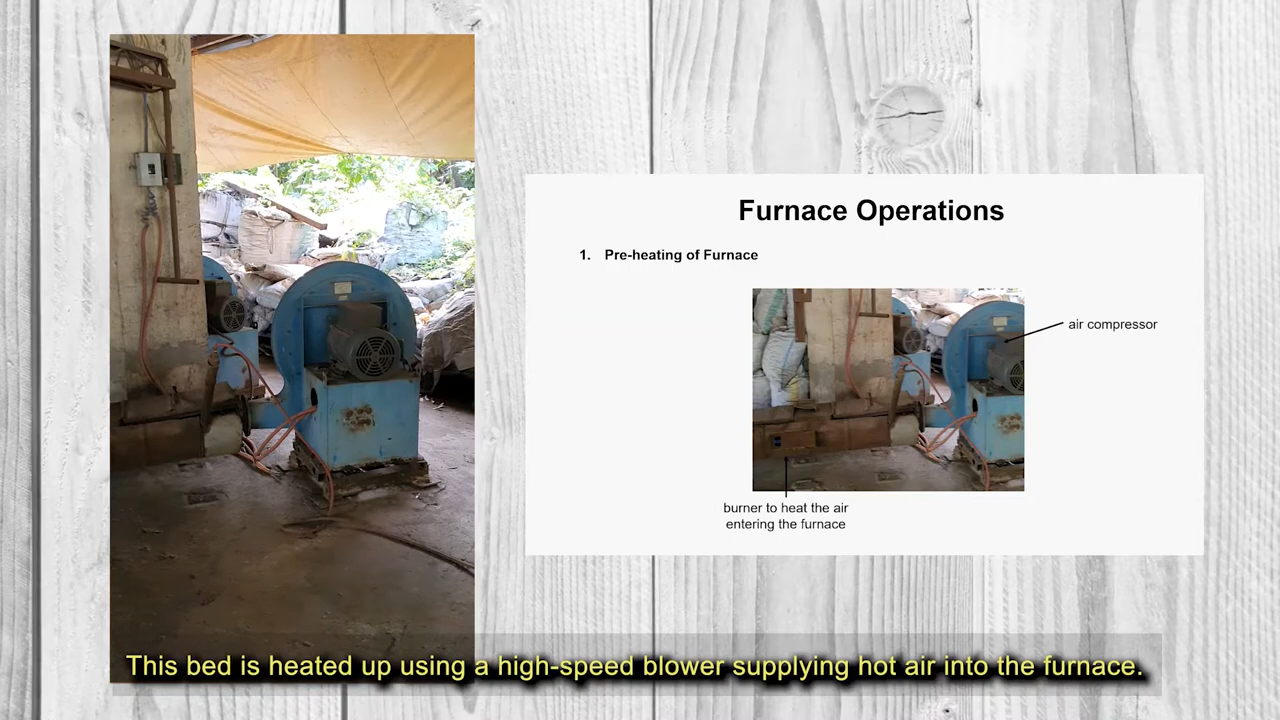 Furnace Operations
1. Pre-heating of Furnace
air compressor
burner to heat the air
entering the furnace
This bed is heated up using a high-speed blower supplying hot air into the furnace.